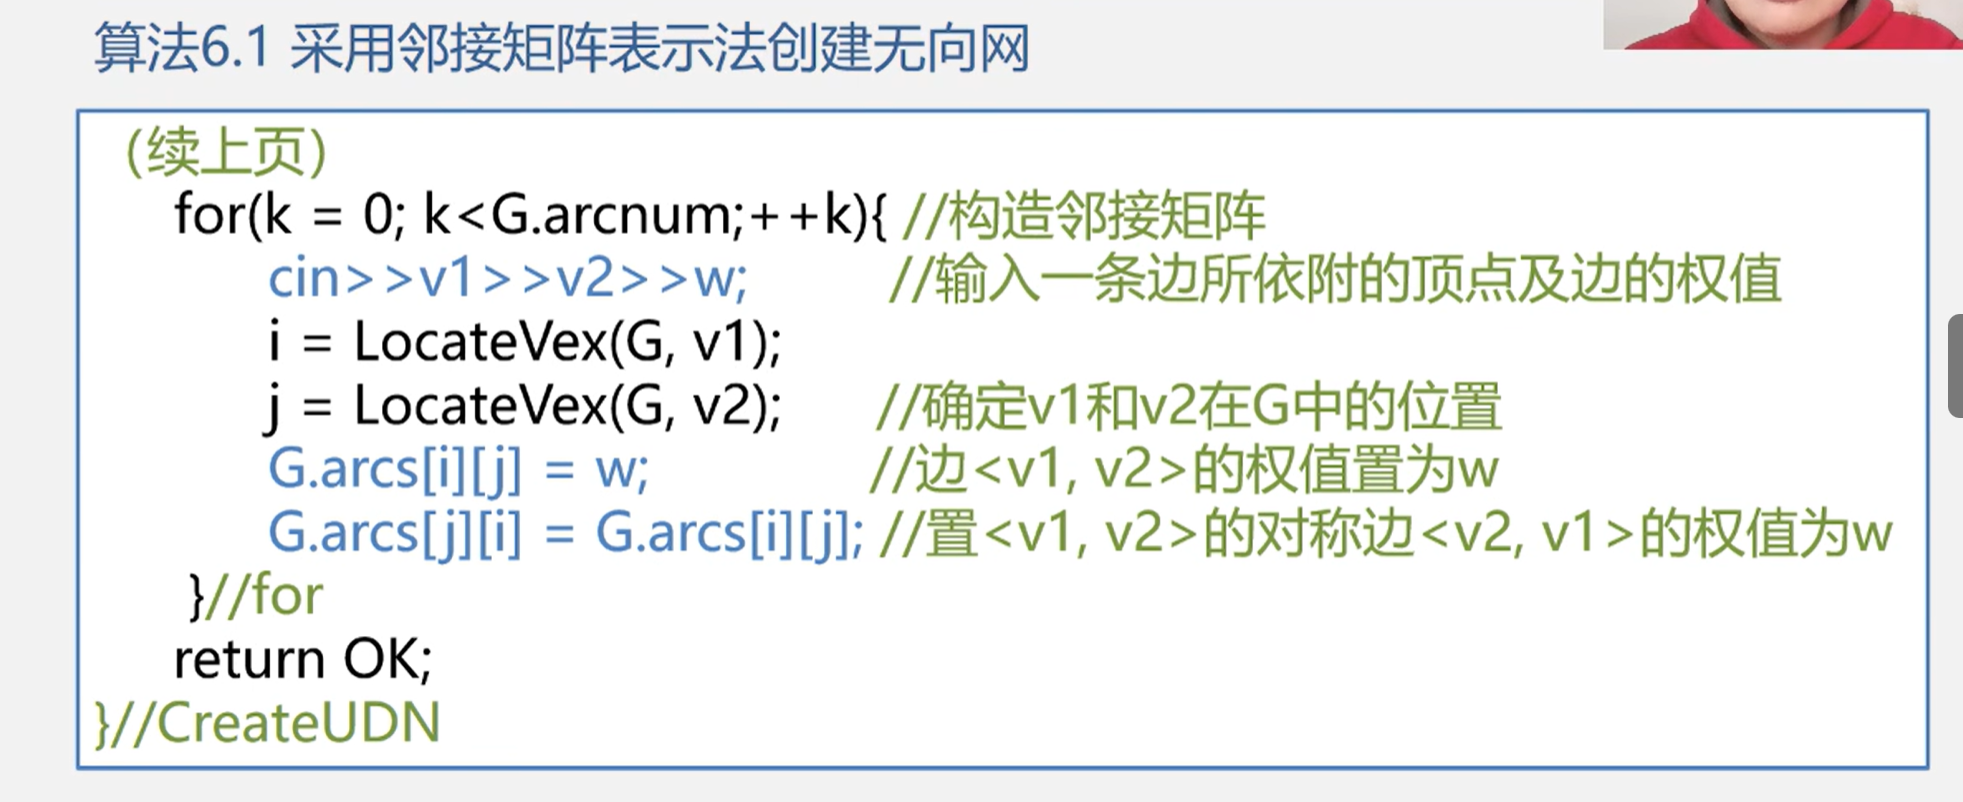 算法6.1 采用邻接矩阵表示法创建无向网
(续上页)
for(k = 0; k<G.arcnum;++k){ //构造邻接矩阵
cin>>v1>>v2>>w; //输入一条边所依附的顶点及边的权值
i = LocateVex(G, v1);
j = LocateVex(G, v2); //确定v1和v2在G中的位置
G.arcs[i][j] = w; //边<v1, v2>的权值置为w
G.arcs[j][i] = G.arcs[i][j]; //置<v1, v2>的对称边<v2, v1>的权值为w
}//for
return OK;
}//CreateUDN